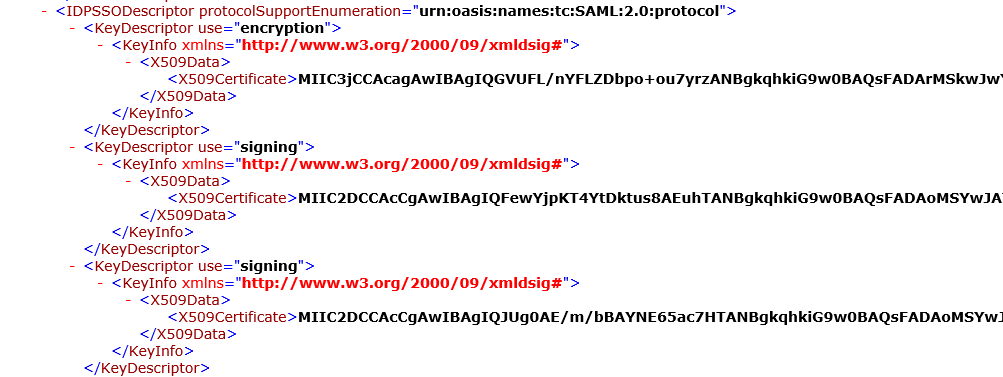 - <IDPSSODescriptor protocolSupportEnumeration="urn:oasis:names:tc:SAML:2.0:protocol">
- <KeyDescriptor use="encryption">
- <KeyInfo xmlns="http://www.w3.org/2000/09/xmldsig#">
- <X509Data>
<X509Certificate>MIIC3jCCAcagAwIBAgIQGVUFL/nYFLZDbpo+ou7yrzANBgkqhkiG9w0BAQsFADArMSkwJwY
</X509Data>
</KeyInfo>
</KeyDescriptor>
- <KeyDescriptor use="signing">
- <KeyInfo xmlns="http://www.w3.org/2000/09/xmldsig#">
- <X509Data>
<X509Certificate>MIIC2DCCAcCgAwIBAgIQFewYjpKT4YtDktus8AEuhTANBgkqhkiG9w0BAQsFADAoMSYwJAY
</X509Data>
</KeyInfo>
</KeyDescriptor>
- <KeyDescriptor use="signing">
- <KeyInfo xmlns="http://www.w3.org/2000/09/xmldsig#">
- <X509Data>
<X509Certificate>MIIC2DCCAcCgAwIBAgIQJUg0AE/m/bBAYNE65ac7HTANBgkqhkiG9w0BAQsFADAoMSYwJ
</X509Data>
</KeyInfo>
</KeyDescriptor>